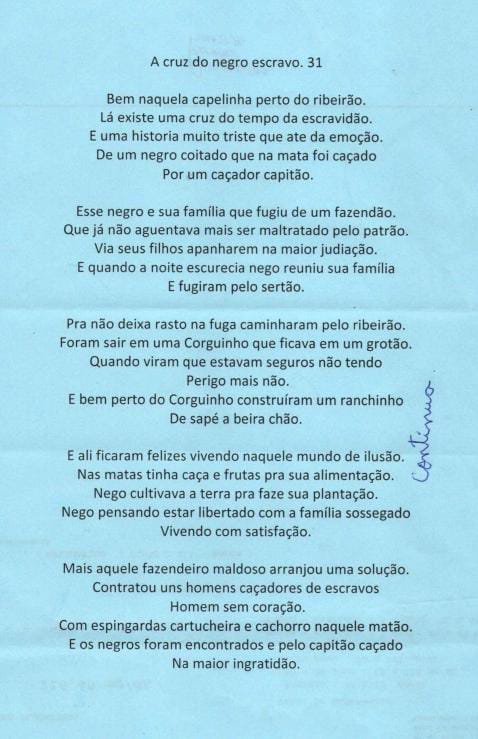 A cruz do negro escravo. 31
Bem naquela capelinha perto do ribeirão.
Lá existe uma cruz do tempo da escravidão.
E uma historia muito triste que ate da emoção.
De um negro coitado que na mata foi caçado
Por um caçador capitão.
Esse negro e sua família que fugiu de um fazendão.
Que já não aguentava mais ser maltratado pelo patrão.
Via seus filhos apanharem na maior judiação.
E quando a noite escurecia nego reuniu sua família
E fugiram pelo sertão.
Pra não deixa rasto na fuga caminharam pelo ribeirão.
Foram sair em uma Corguinho que ficava em um grotão.
Quando viram que estavam seguros não tendo
Perigo mais não.
E bem perto do Corguinho construíram um ranchinho
De sapé a beira chão.
E ali ficaram felizes vivendo naquele mundo de ilusão.
Nas matas tinha caça e frutas pra sua alimentação.
Nego cultivava a terra pra faze sua plantação.
Nego pensando estar libertado com a família sossegado
Vivendo com satisfação.
Mais aquele fazendeiro maldoso arranjou uma solução.
Contratou uns homens caçadores de escravos
Homem sem coração.
Com espingardas cartucheira e cachorro naquele matão.
E os negros foram encontrados e pelo capitão caçado
Na maior ingratidão.
continuo